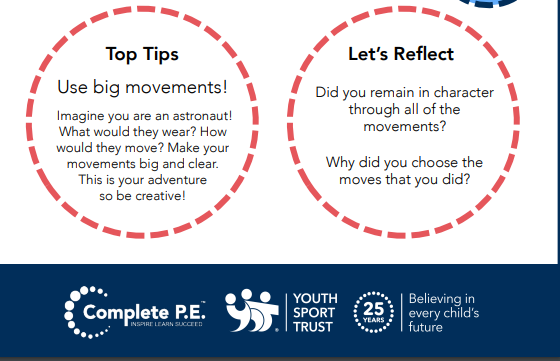 Top Tips
Use big movements!
Imagine you are an astronaut!
What would they wear? How
would they move? Make your
movements big and clear.
This is your adventure
so be creative!
Let's Reflect
Did you remain in character
through all of the
movements?
Why did you choose the
moves that you did?
Complete P.E.™
INSPIRE LEARN SUCCEED
YOUTH
SPORT
TRUST
25
YEARS
Believing in
every child's
future